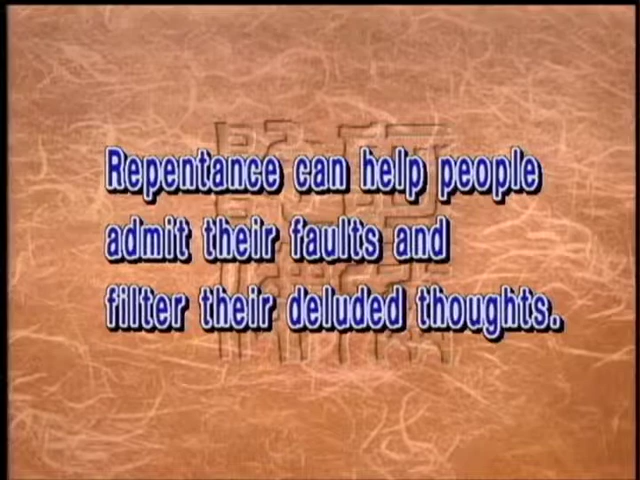 Repentance can help people
admit their faults and
filter their deluded thoughts.